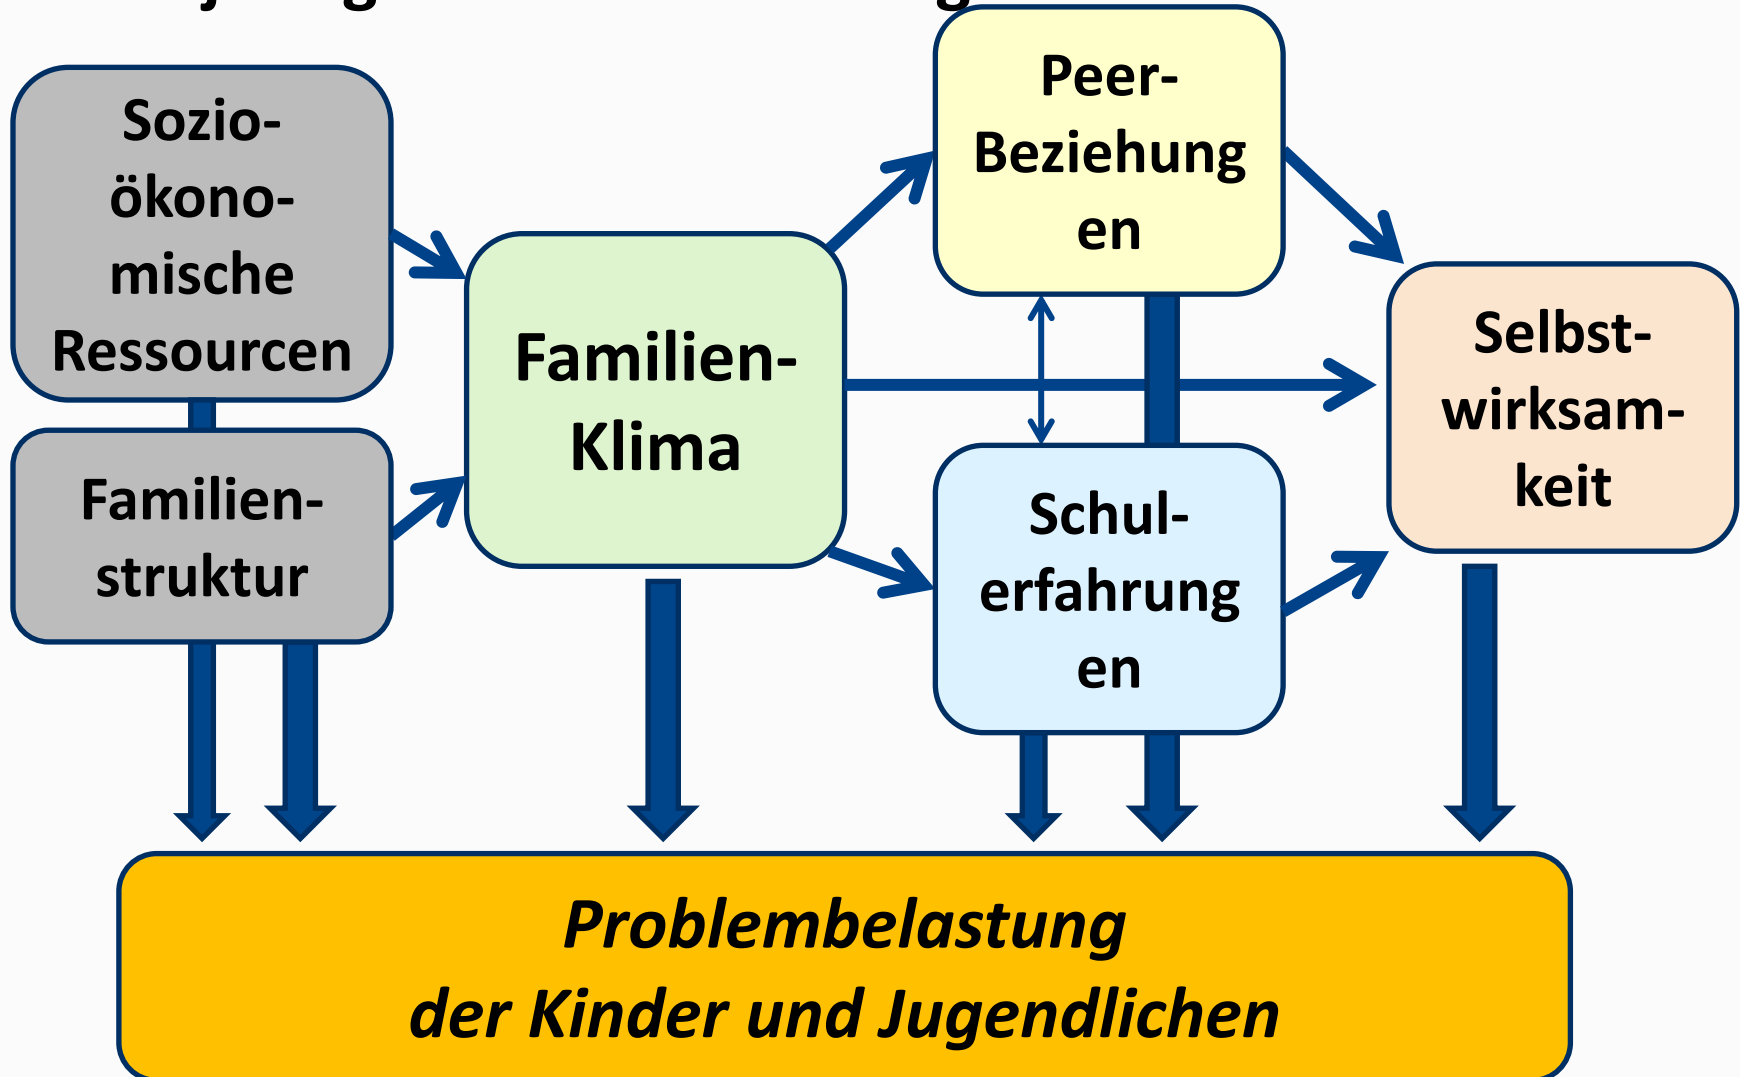 Sozio-
ökono-
mische
Ressourcen
Familien-
struktur
Familien-
Klima
Peer-
Beziehung
en
Schul-
erfahrung
en
Selbst-
wirksam-
keit
Problembelastung
der Kinder und Jugendlichen